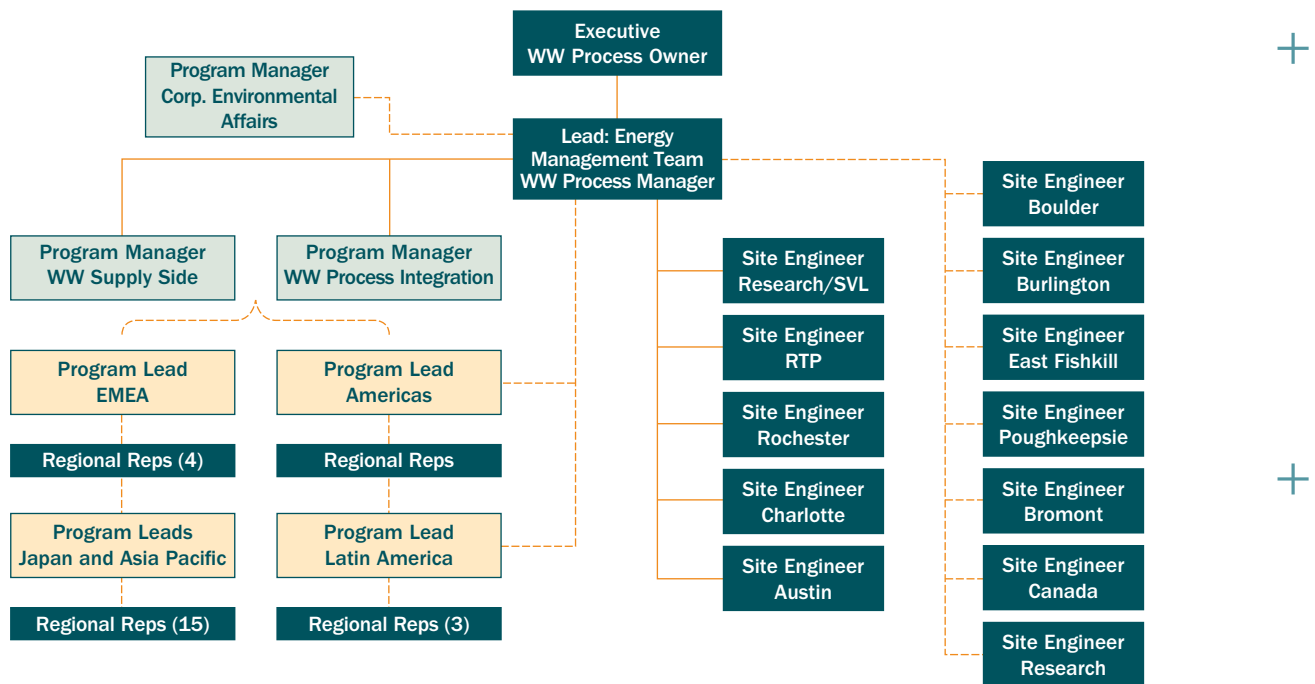 Executive
WW Process Owner
Program Manager
Corp. Environmental
Affairs
Lead: Energy
Management Team
WW Process Manager
Program Manager
WW Supply Side
Program Manager
WW Process Integration
Program Lead
EMEA
Program Lead
Americas
Regional Reps (4)
Regional Reps
Program Leads
Japan and Asia Pacific
Program Lead
Latin America
Regional Reps (15)
Regional Reps (3)
Site Engineer
Research/SVL
Site Engineer
RTP
Site Engineer
Rochester
Site Engineer
Charlotte
Site Engineer
Austin
Site Engineer
Boulder
Site Engineer
Burlington
Site Engineer
East Fishkill
Site Engineer
Poughkeepsie
Site Engineer
Bromont
Site Engineer
Canada
Site Engineer
Research